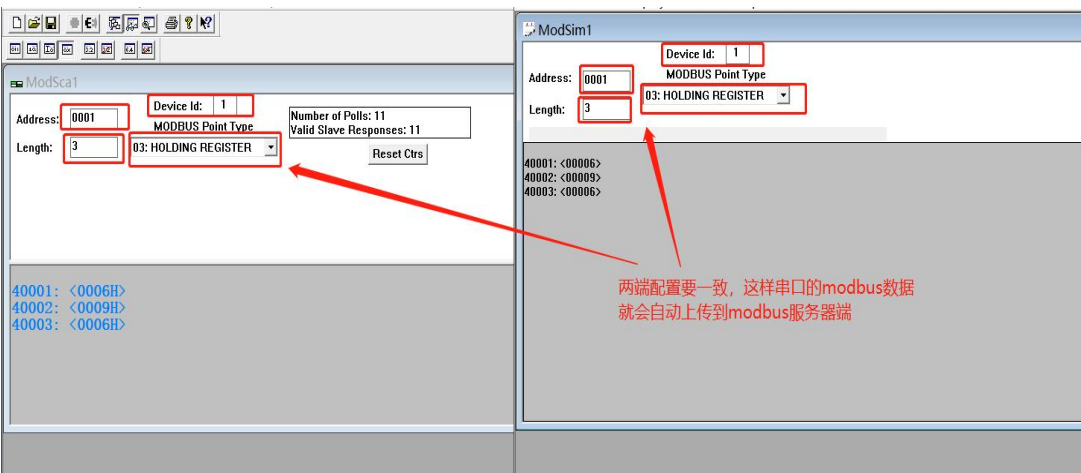 ModSca1
Address:
0001
Device Id:
1
MODBUS Point Type
Length:
3
03: HOLDING REGISTER
Number of Polls: 11
Valid Slave Responses: 11
Reset Ctrs
40001: <0006H>
40002: <0009H>
40003: <0006H>
ModSim1
Device Id:
1
Address:
0001
MODBUS Point Type
Length:
3
03: HOLDING REGISTER
40001: <00006>
40002: <00009>
40003: <00006>
两端配置要一致，这样串口的modbus数据
就会自动上传到modbus服务器端